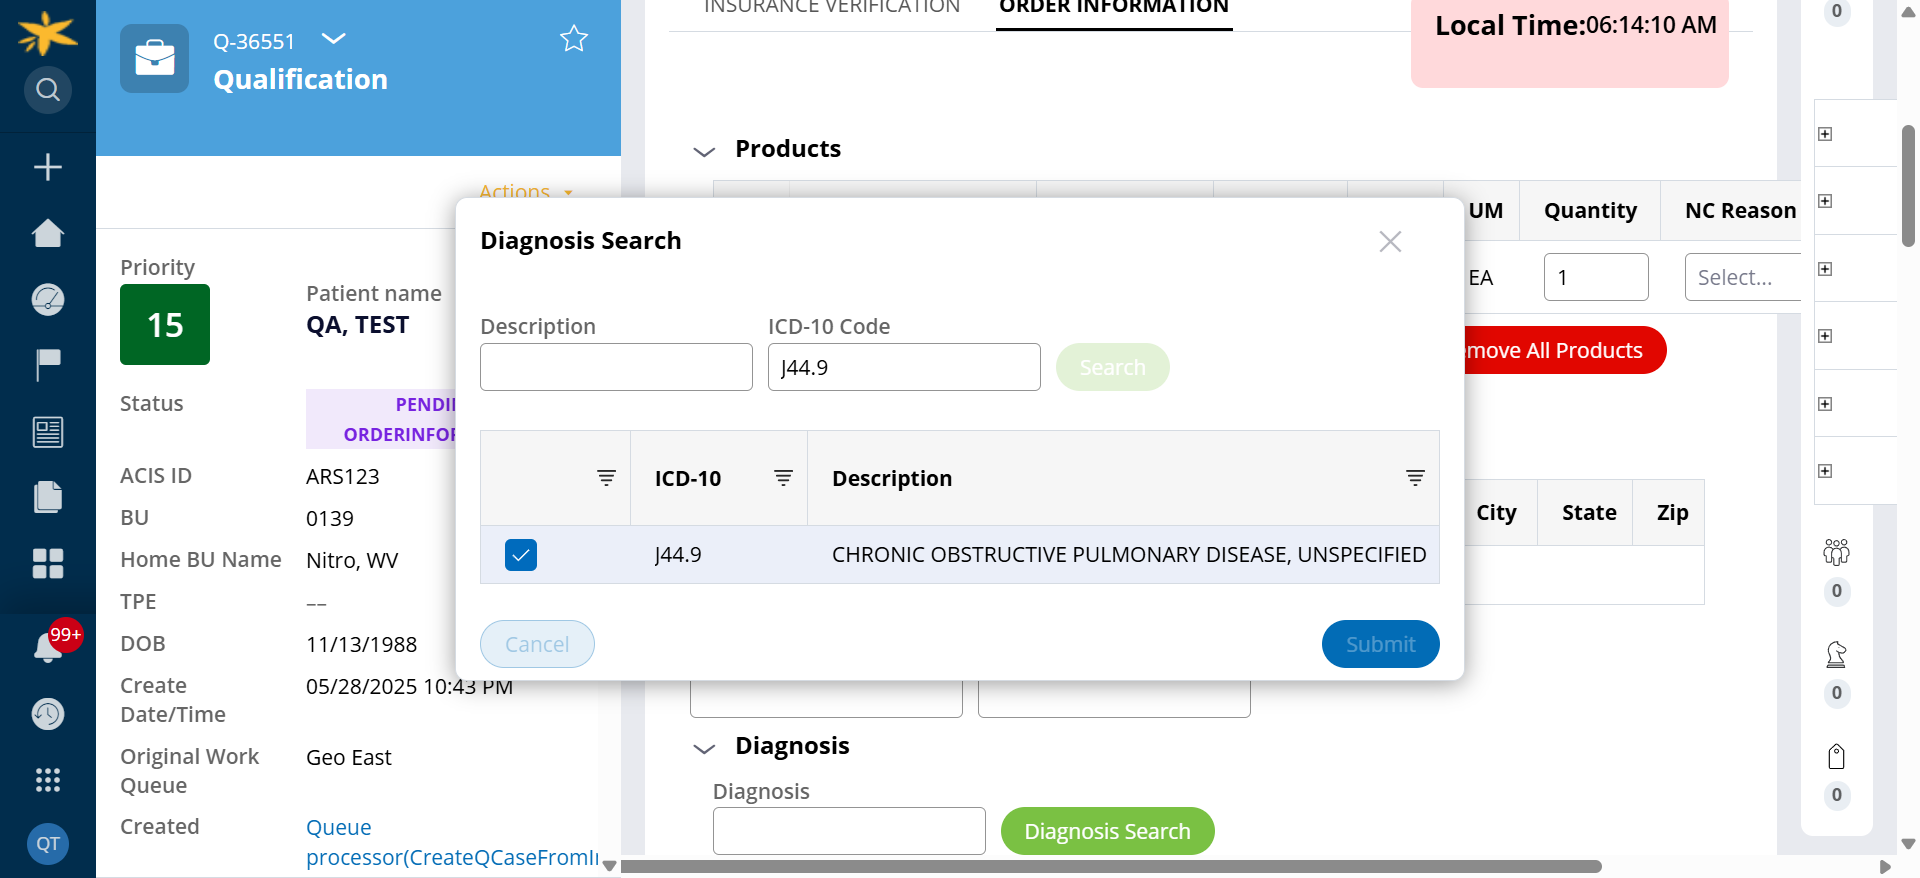 Q-36551
Qualification
Actions
Priority
15
Patient name
QA, TEST
Status
PENDI
ORDERINFOR
ACIS ID
ARS123
BU
0139
Home BU Name
Nitro, WV
TPE
––
DOB
11/13/1988
Create
Date/Time
05/28/2025 10:43 PM
Original Work
Queue
Geo East
Created
Queue
processor(CreateQCaseFromI
99+
QT
INSURANCE VERIFICATION
ORDER INFORMATION
Local Time:06:14:10 AM
Products
UM
Quantity
NC Reason
EA
1
Select...
emove All Products
City
State
Zip
Diagnosis Search
Description
ICD-10 Code
J44.9
Search
ICD-10
Description
J44.9
CHRONIC OBSTRUCTIVE PULMONARY DISEASE, UNSPECIFIED
Cancel
Submit
Diagnosis
Diagnosis
Diagnosis Search
0
0
0
0